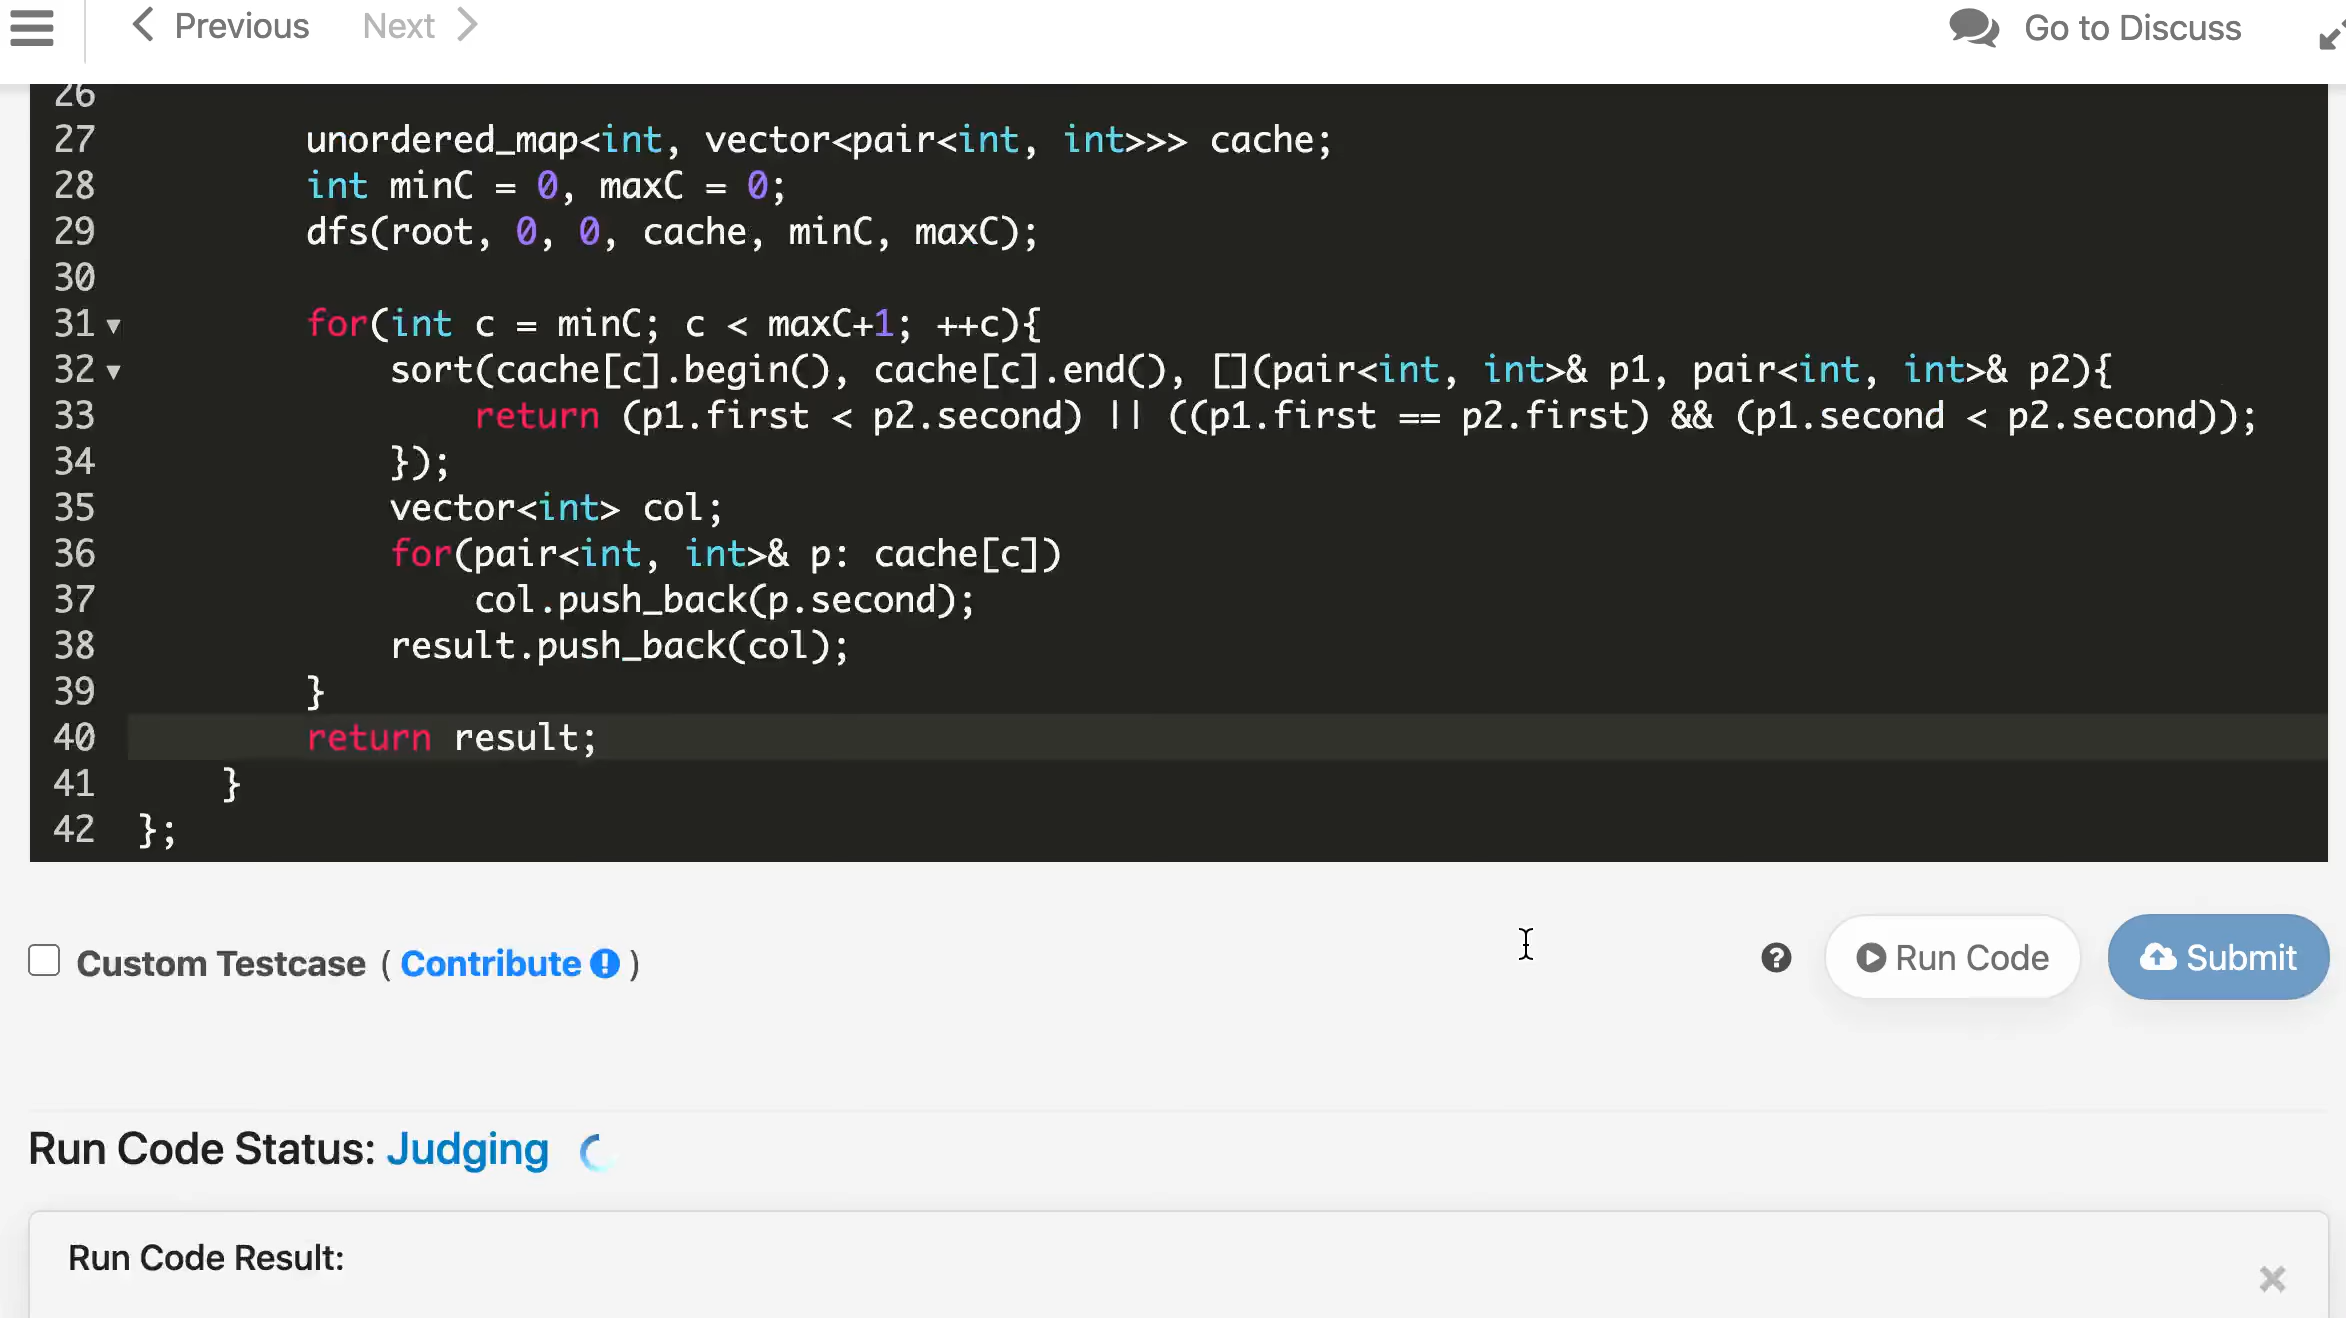 Previous Next Go to Discuss
26
27 unordered_map<int, vector<pair<int, int>>> cache;
28 int minC = 0, maxC = 0;
29 dfs(root, 0, 0, cache, minC, maxC);
30
31 for(int c = minC; c < maxC+1; ++c){
32 sort(cache[c].begin(), cache[c].end(), [](pair<int, int>& p1, pair<int, int>& p2){
33 return (p1.first < p2.second) || ((p1.first == p2.first) && (p1.second < p2.second));
34 });
35 vector<int> col;
36 for(pair<int, int>& p: cache[c])
37 col.push_back(p.second);
38 result.push_back(col);
39 }
40 return result;
41 }
42 };
Custom Testcase ( Contribute ) Run Code Submit
Run Code Status: Judging
Run Code Result: